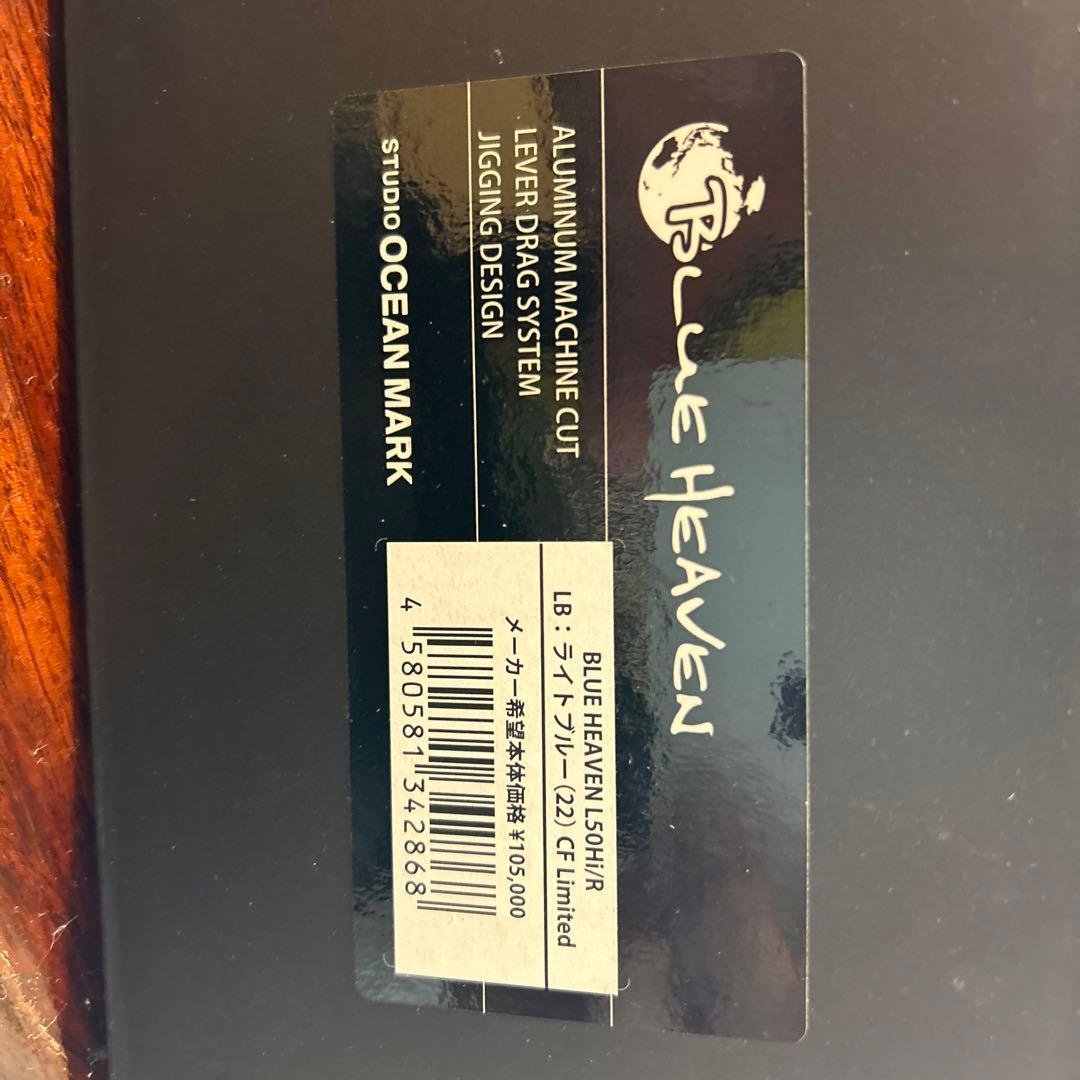 BLUE HEAVEN
ALUMINUM MACHINE CUT
LEVER DRAG SYSTEM
JIGGING DESIGN
STUDIO OCEAN MARK
BLUE HEAVEN L50Hi/R
LB：ライトブルー（22）CF Limited
メーカー希望本体価格 ¥105,000
4 580581 342868